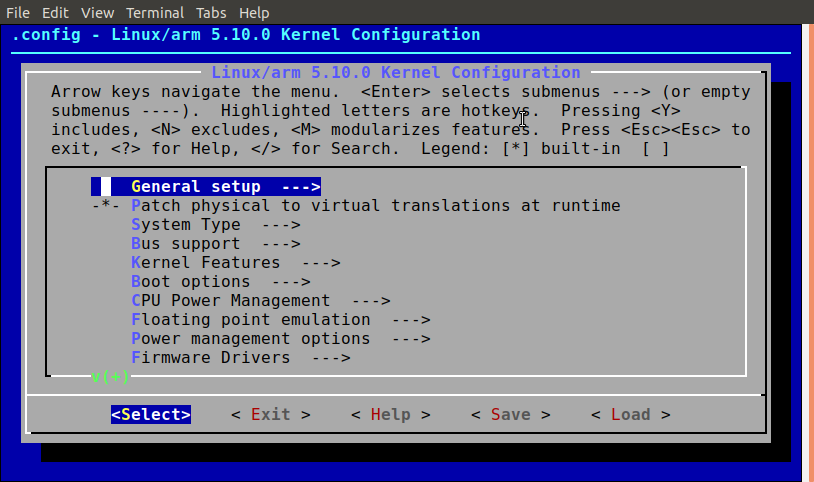 File Edit View Terminal Tabs Help
.config - Linux/arm 5.10.0 Kernel Configuration
Linux/arm 5.10.0 Kernel Configuration
Arrow keys navigate the menu. <Enter> selects submenus ---> (or empty
submenus ----). Highlighted letters are hotkeys. Pressing <Y>
includes, <N> excludes, <M> modularizes features. Press <Esc><Esc> to
exit, <?> for Help, </> for Search. Legend: [*] built-in [ ]
General setup --->
-*- Patch physical to virtual translations at runtime
System Type --->
Bus support --->
Kernel Features --->
Boot options --->
CPU Power Management --->
Floating point emulation --->
Power management options --->
Firmware Drivers --->
v(+)
<Select> < Exit > < Help > < Save > < Load >